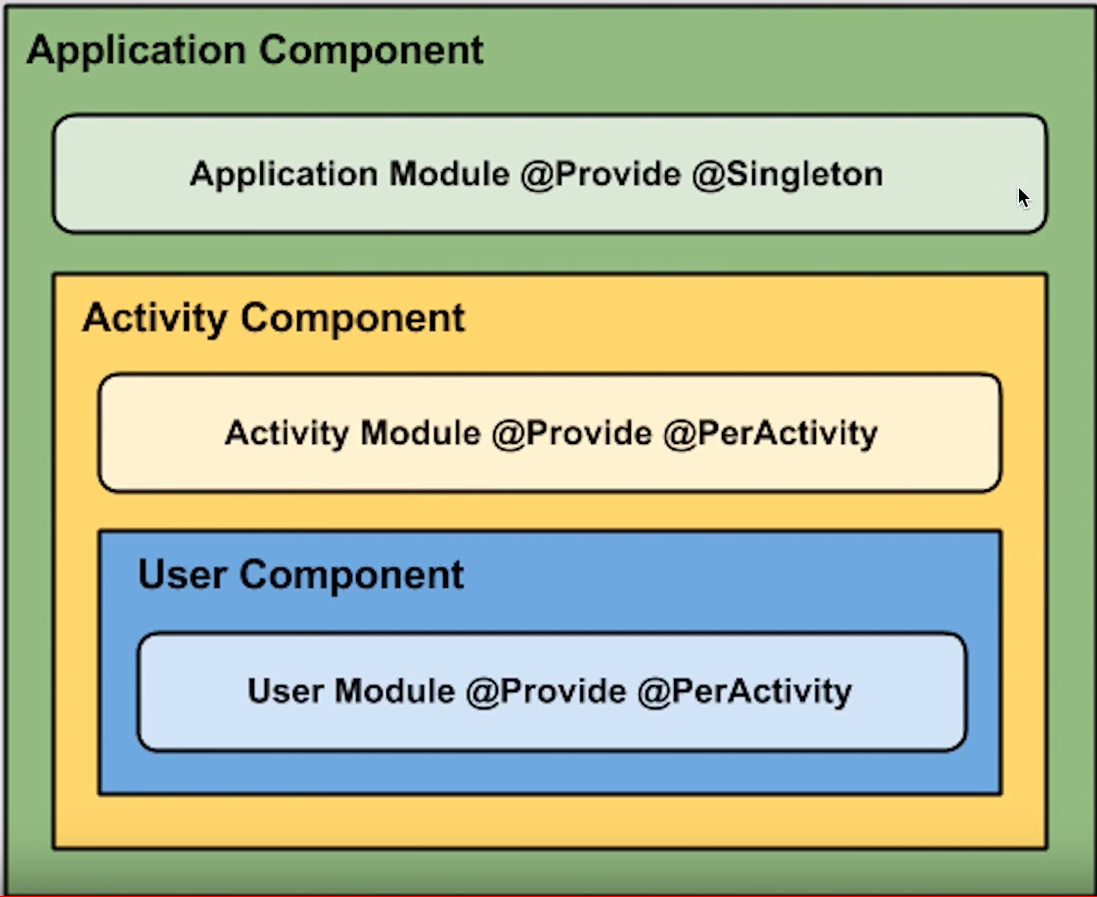 Application Component
Application Module @Provide @Singleton
Activity Component
Activity Module @Provide @PerActivity
User Component
User Module @Provide @PerActivity